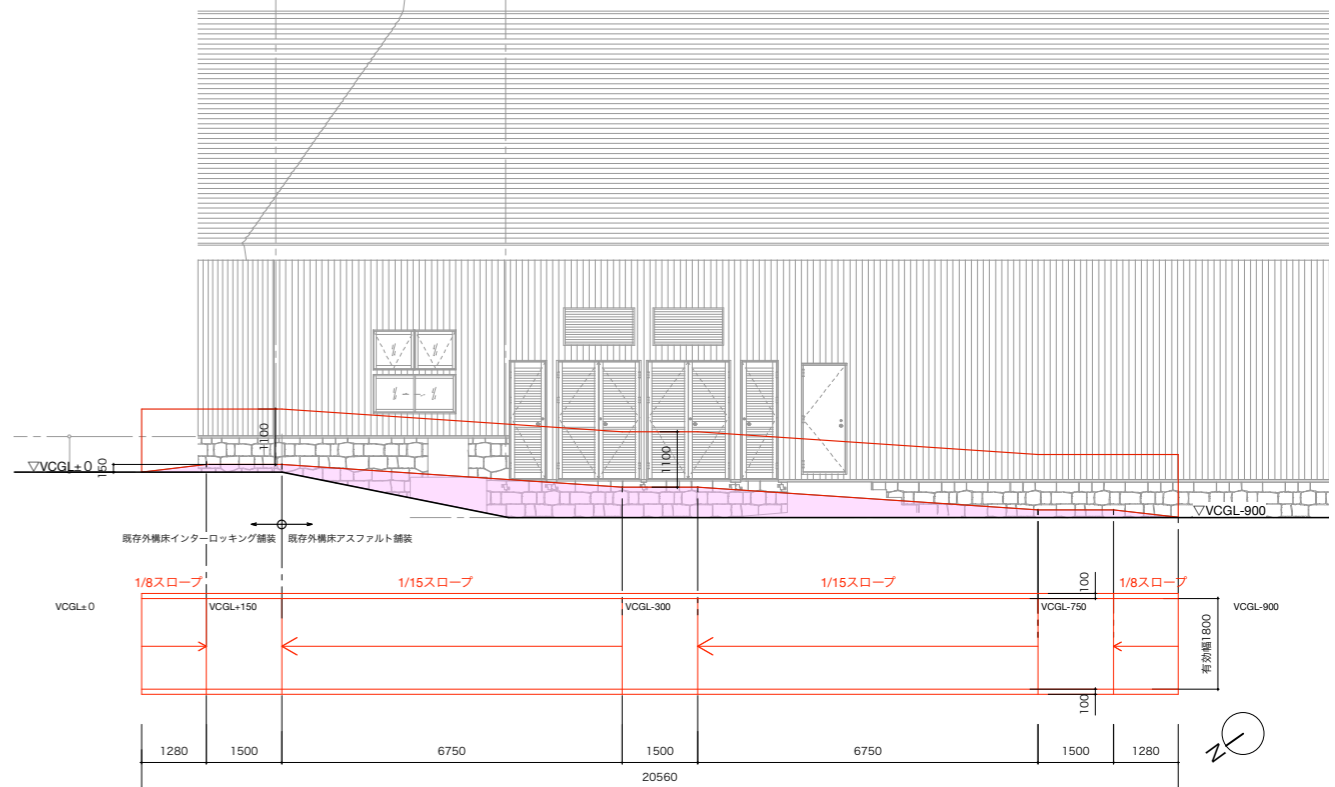 1100
1100
▽VCGL±0
150
▽VCGL-900
既存外構床インターロッキング舗装
既存外構床アスファルト舗装
1/8スロープ
1/15スロープ
1/15スロープ
1/8スロープ
100
VCGL±0
VCGL+150
VCGL-300
VCGL-750
VCGL-900
有効幅1800
100
N
1280
1500
6750
1500
6750
1500
1280
20560